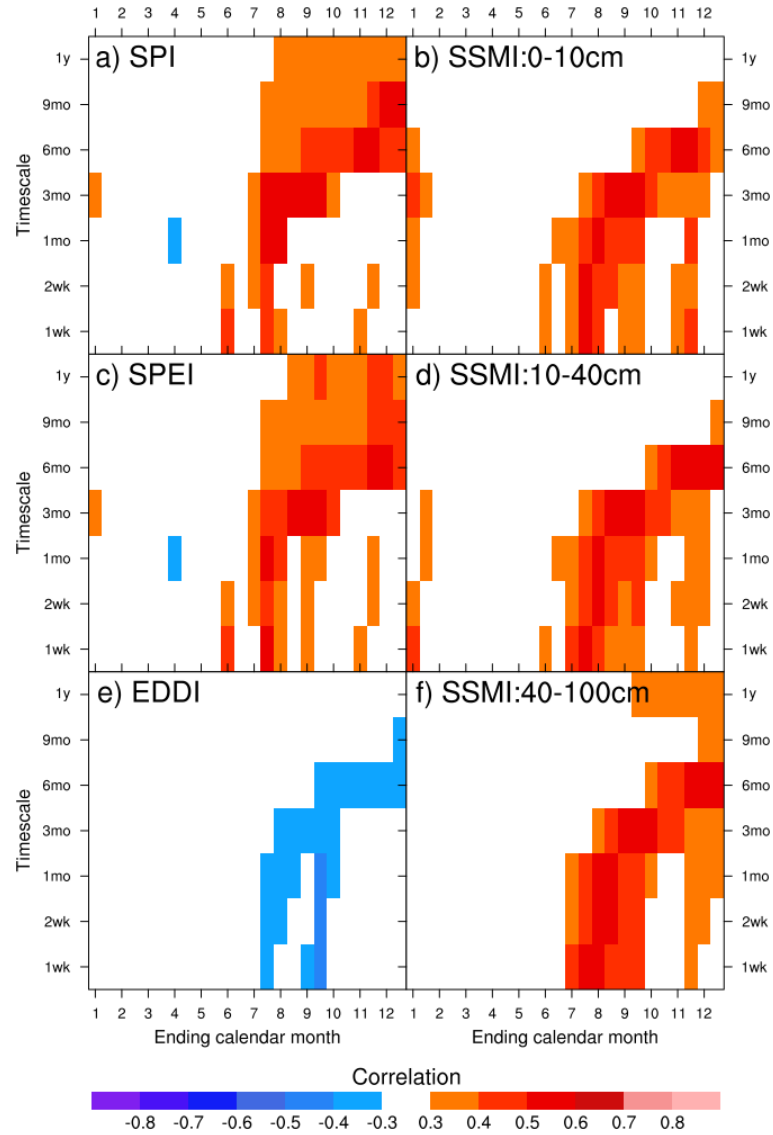 1 2 3 4 5 6 7 8 9 10 11 12 1 2 3 4 5 6 7 8 9 10 11 12
a) SPI
b) SSMI:0-10cm
1y
9mo
6mo
3mo
1mo
2wk
1wk
Timescale
1y
9mo
6mo
3mo
1mo
2wk
1wk
c) SPEI
d) SSMI:10-40cm
1y
9mo
6mo
3mo
1mo
2wk
1wk
Timescale
1y
9mo
6mo
3mo
1mo
2wk
1wk
e) EDDI
f) SSMI:40-100cm
1y
9mo
6mo
3mo
1mo
2wk
1wk
Timescale
1y
9mo
6mo
3mo
1mo
2wk
1wk
1 2 3 4 5 6 7 8 9 10 11 12 1 2 3 4 5 6 7 8 9 10 11 12
Ending calendar month Ending calendar month
Correlation
-0.8 -0.7 -0.6 -0.5 -0.4 -0.3 0.3 0.4 0.5 0.6 0.7 0.8